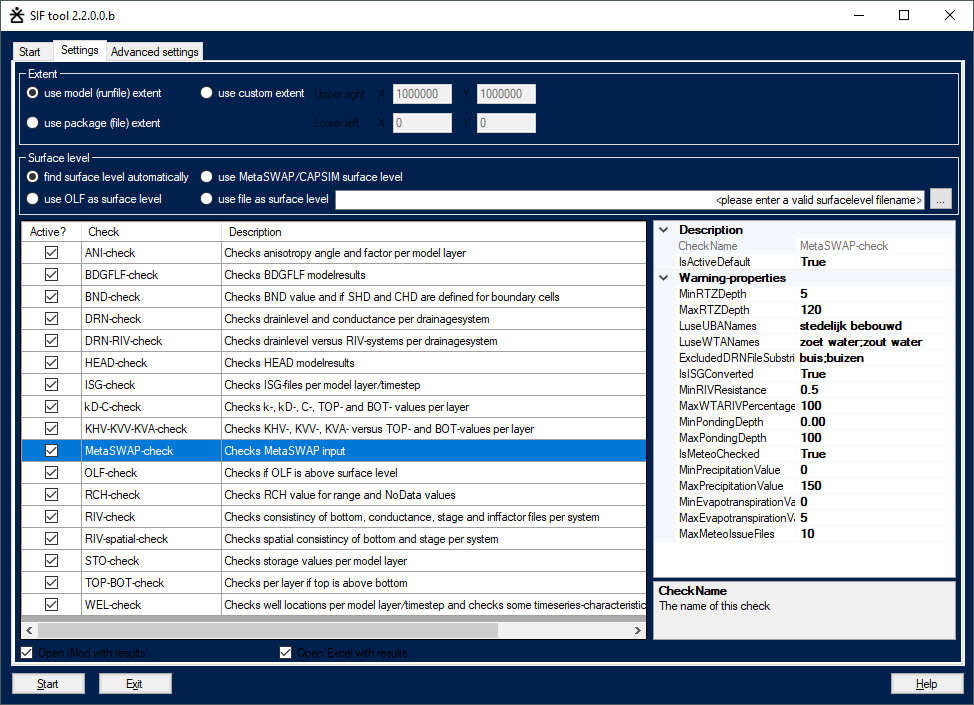 SIF tool 2.2.0.0.b
Start Settings Advanced settings
Extent
use model (runfile) extent use custom extent Upper right X 1000000 Y 1000000
use package (file) extent Lower left X 0 Y 0
Surface level
find surface level automatically use MetaSWAP/CAPSIM surface level
use OLF as surface level use file as surface level <please enter a valid surfacelevel filename> ...
Active? Check Description
ANI-check Checks anisotropy angle and factor per model layer
BDGFLF-check Checks BDGFLF modelresults
BND-check Checks BND value and if SHD and CHD are defined for boundary cells
DRN-check Checks drainlevel and conductance per drainagesystem
DRN-RIV-check Checks drainlevel versus RIV-systems per drainagesystem
HEAD-check Checks HEAD modelresults
ISG-check Checks ISG-files per model layer/timestep
kD-C-check Checks k-, kD-, C-, TOP- and BOT- values per layer
KHV-KVV-KVA-check Checks KHV-, KVV-, KVA- versus TOP- and BOT-values per layer
MetaSWAP-check Checks MetaSWAP input
OLF-check Checks if OLF is above surface level
RCH-check Checks RCH value for range and NoData values
RIV-check Checks consistincy of bottom, conductance, stage and inffactor files per system
RIV-spatial-check Checks spatial consistincy of bottom and stage per system
STO-check Checks storage values per model layer
TOP-BOT-check Checks per layer if top is above bottom
WEL-check Checks well locations per model layer/timestep and checks some timeseries-characteristic
Description
CheckName MetaSWAP-check
IsActiveDefault True
Warning-properties
MinRTZDepth 5
MaxRTZDepth 120
LuseUBANames stedelijk bebouwd
LuseWTANames zoet water;zout water
ExcludedDRNFileSubstri buis;buizen
IsISGConverted True
MinRIVResistance 0.5
MaxWTARIVPercentage 100
MinPondingDepth 0.00
MaxPondingDepth 100
IsMeteoChecked True
MinPrecipitationValue 0
MaxPrecipitationValue 150
MinEvapotranspirationVa 0
MaxEvapotranspirationVa 5
MaxMeteoIssueFiles 10
CheckName
The name of this check
Open iMod with results Open Excel with results
Start Exit Help